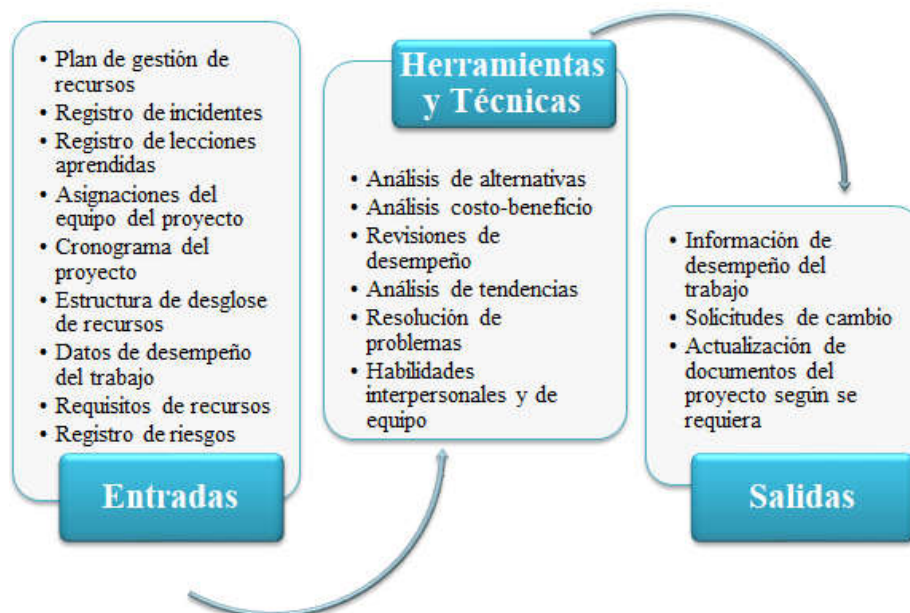 • Plan de gestión de
recursos
• Registro de incidentes
• Registro de lecciones
aprendidas
• Asignaciones del
equipo del proyecto
• Cronograma del
proyecto
• Estructura de desglose
de recursos
• Datos de desempeño
del trabajo
• Requisitos de recursos
• Registro de riesgos
Entradas
Herramientas
y Técnicas
• Análisis de alternativas
• Análisis costo-beneficio
• Revisiones de
desempeño
• Análisis de tendencias
• Resolución de
problemas
• Habilidades
interpersonales y de
equipo
• Información de
desempeño del
trabajo
• Solicitudes de cambio
• Actualización de
documentos del
proyecto según se
requiera
Salidas